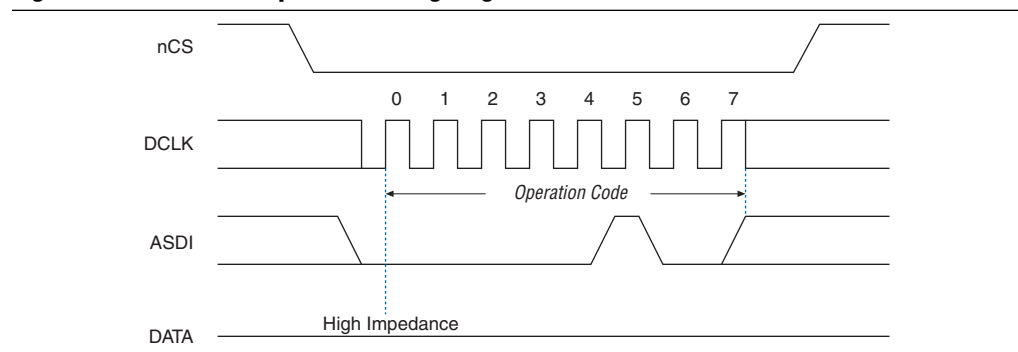 nCS
0 1 2 3 4 5 6 7
DCLK
Operation Code
ASDI
High Impedance
DATA